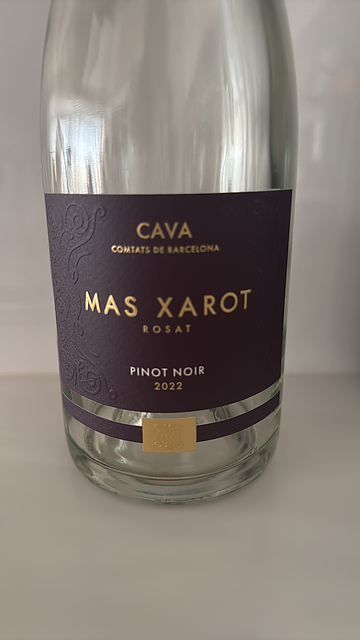 CAVA
COMTATS DE BARCELONA
MAS XAROT
ROSAT
PINOT NOIR
2022